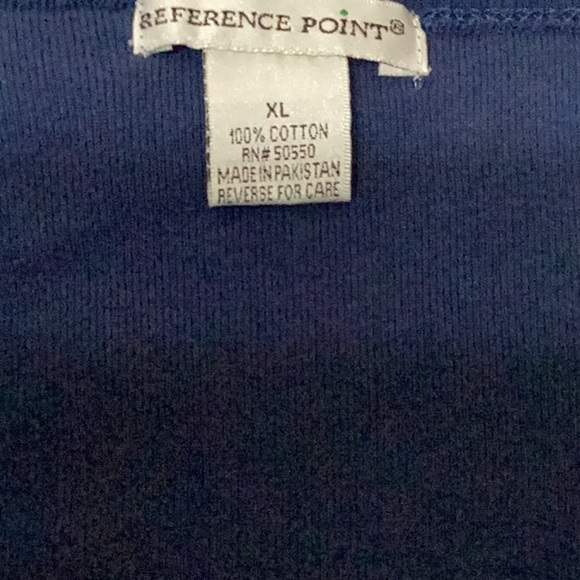 REFERENCE POINT®
XL
100% COTTON
RN# 50550
MADE IN PAKISTAN
REVERSE FOR CARE